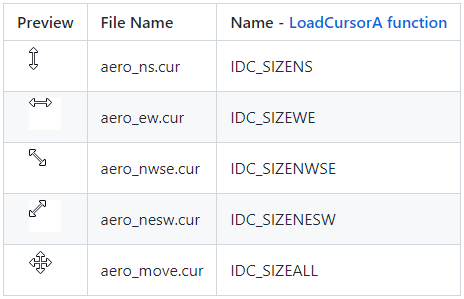 Preview File Name Name - LoadCursorA function
aero_ns.cur IDC_SIZENS
aero_ew.cur IDC_SIZEWE
aero_nwse.cur IDC_SIZENWSE
aero_nesw.cur IDC_SIZENESW
aero_move.cur IDC_SIZEALL